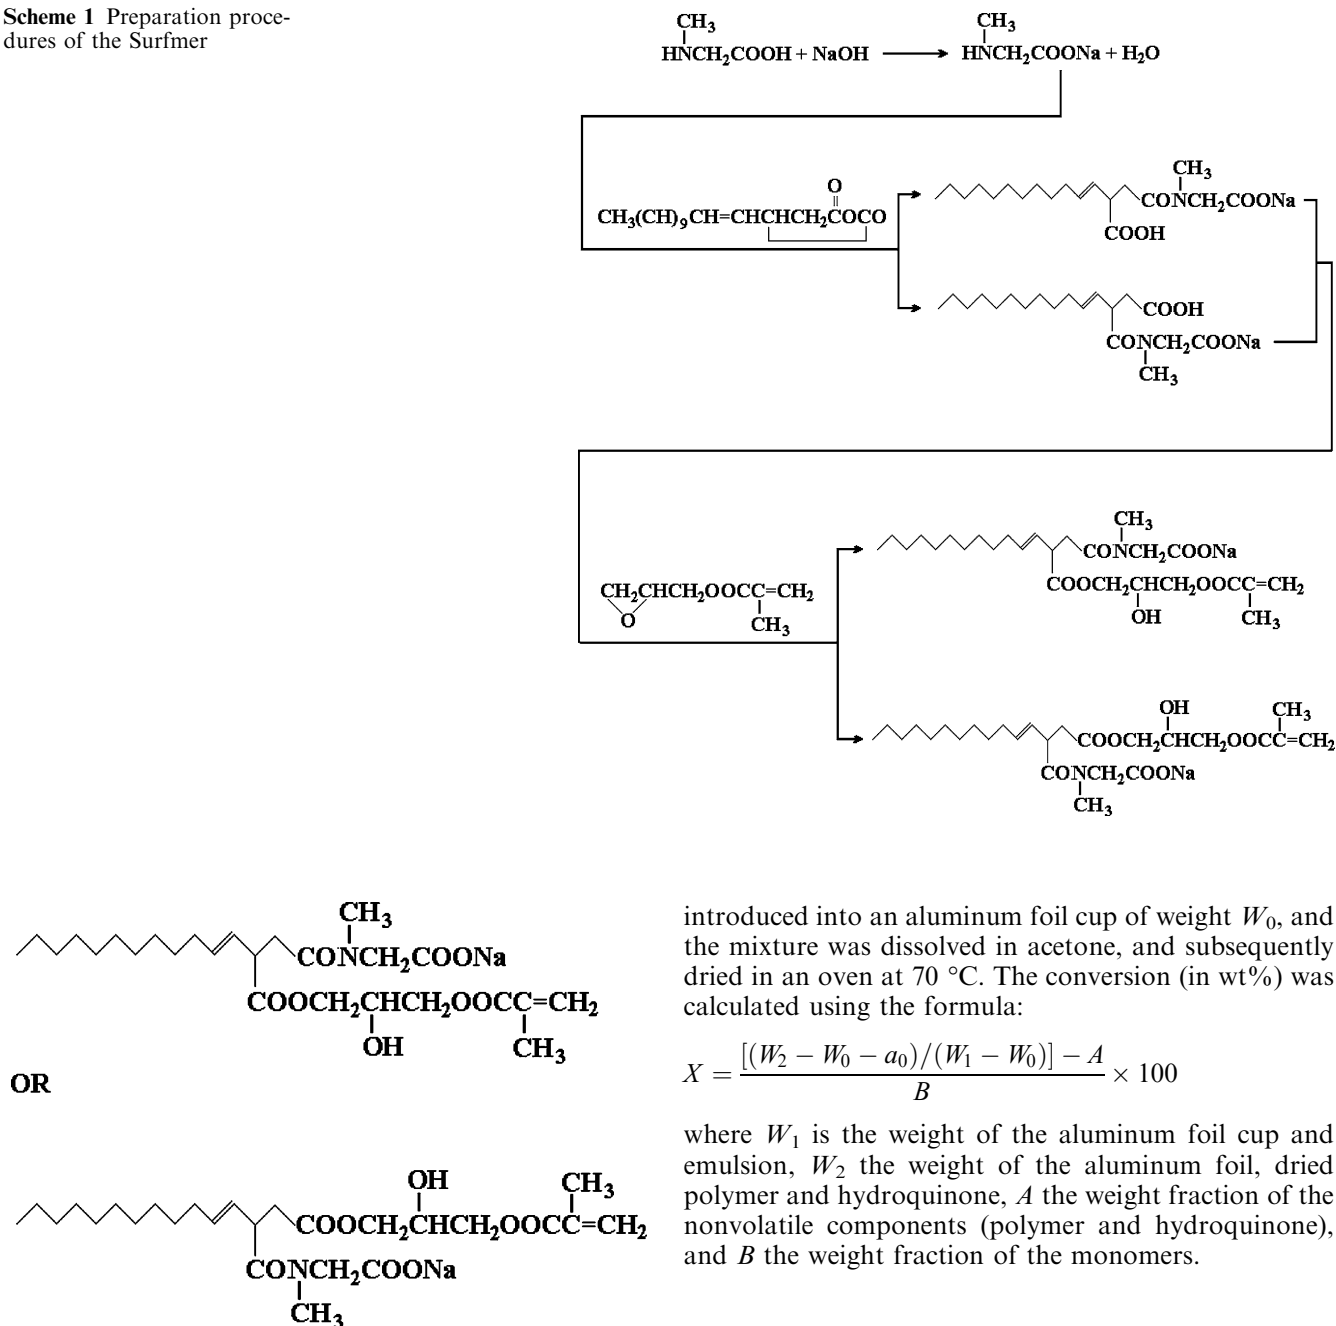 Scheme 1 Preparation proce-
dures of the Surfmer
CH3
HNCH2COOH + NaOH
CH3
HNCH2COONa + H2O
O
CH3(CH)9CH=CHCHCH2COCO
CH3
CONCH2COONa
COOH
COOH
CONCH2COONa
CH3
CH2CHCH2OOCC=CH2
O
CH3
CH3
CONCH2COONa
COOCH2CHCH2OOCC=CH2
OH
CH3
OH
CH3
COOCH2CHCH2OOCC=CH2
CONCH2COONa
CH3
CH3
CONCH2COONa
COOCH2CHCH2OOCC=CH2
OH
CH3
OR
OH
CH3
COOCH2CHCH2OOCC=CH2
CONCH2COONa
CH3
introduced into an aluminum foil cup of weight W0, and
the mixture was dissolved in acetone, and subsequently
dried in an oven at 70 °C. The conversion (in wt%) was
calculated using the formula:
X = [(W2 − W0 − a0)/(W1 − W0)] − A / B × 100
where W1 is the weight of the aluminum foil cup and
emulsion, W2 the weight of the aluminum foil, dried
polymer and hydroquinone, A the weight fraction of the
nonvolatile components (polymer and hydroquinone),
and B the weight fraction of the monomers.